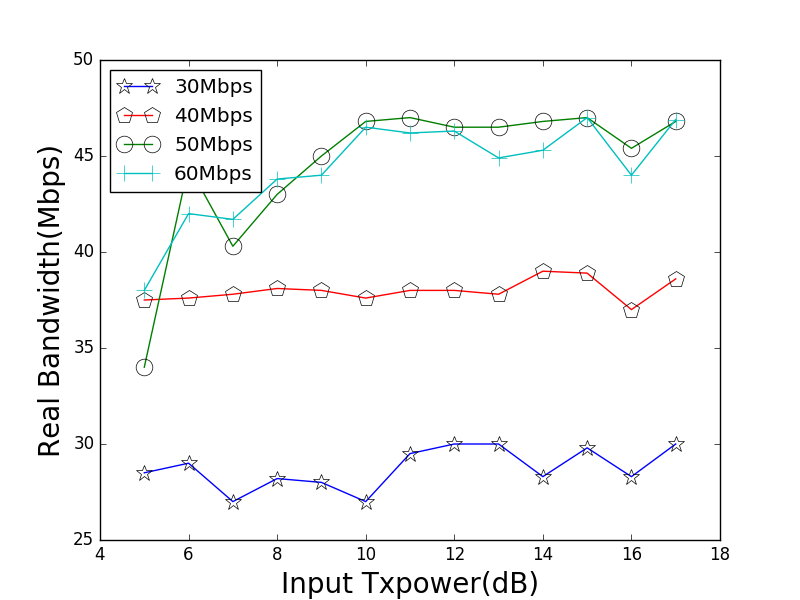 30Mbps
40Mbps
50Mbps
60Mbps
50
45
40
35
30
25
4 6 8 10 12 14 16 18
Real Bandwidth(Mbps)
Input Txpower(dB)